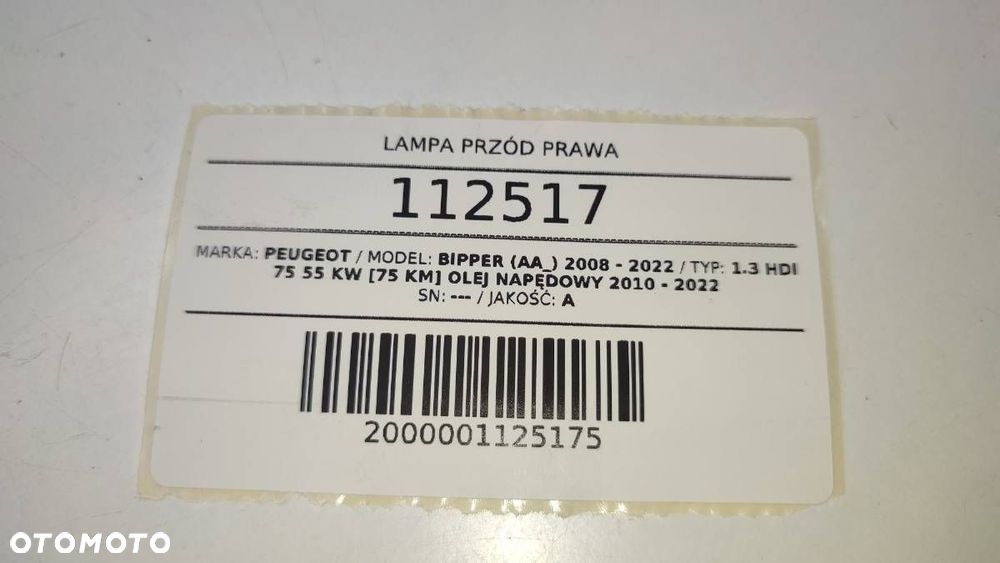 LAMPA PRZÓD PRAWA
112517
MARKA: PEUGEOT / MODEL: BIPPER (AA_) 2008 - 2022 / TYP: 1.3 HDI
75 55 KW [75 KM] OLEJ NAPĘDOWY 2010 - 2022
SN: --- / JAKOŚĆ: A
2000001125175
OTOMOTO